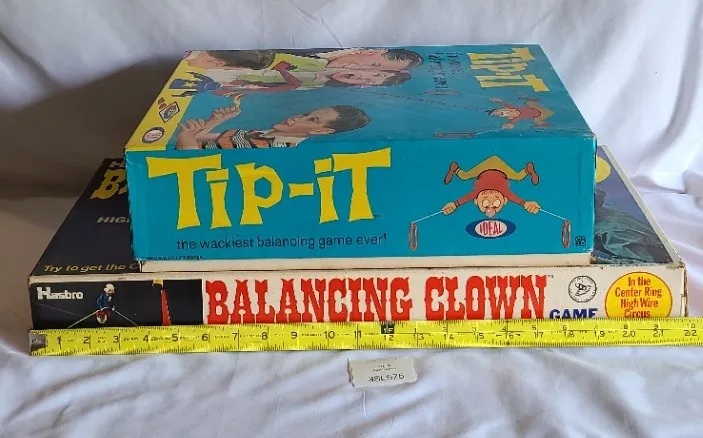 TIP-IT
TIP-IT
the wackiest balancing game ever!
IDEAL
BAL
HIG
Try to get the C
Hasbro
BALANCING CLOWN
GAME
In the
Center Ring
High Wire
Circus
1 2 3 4 5 6 7 8 9 10 11 12 13 14 15 16 17 18 19 20 21 22